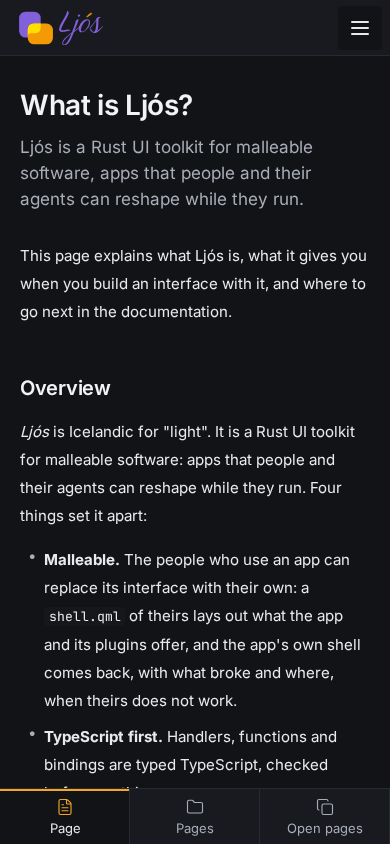 Ljós
What is Ljós?
Ljós is a Rust UI toolkit for malleable
software, apps that people and their
agents can reshape while they run.
This page explains what Ljós is, what it gives you
when you build an interface with it, and where to
go next in the documentation.
Overview
Ljós is Icelandic for "light". It is a Rust UI toolkit
for malleable software: apps that people and
their agents can reshape while they run. Four
things set it apart:
• Malleable. The people who use an app can
replace its interface with their own: a
shell.qml of theirs lays out what the app
and its plugins offer, and the app's own shell
comes back, with what broke and where,
when theirs does not work.
• TypeScript first. Handlers, functions and
bindings are typed TypeScript, checked
Page
Pages
Open pages